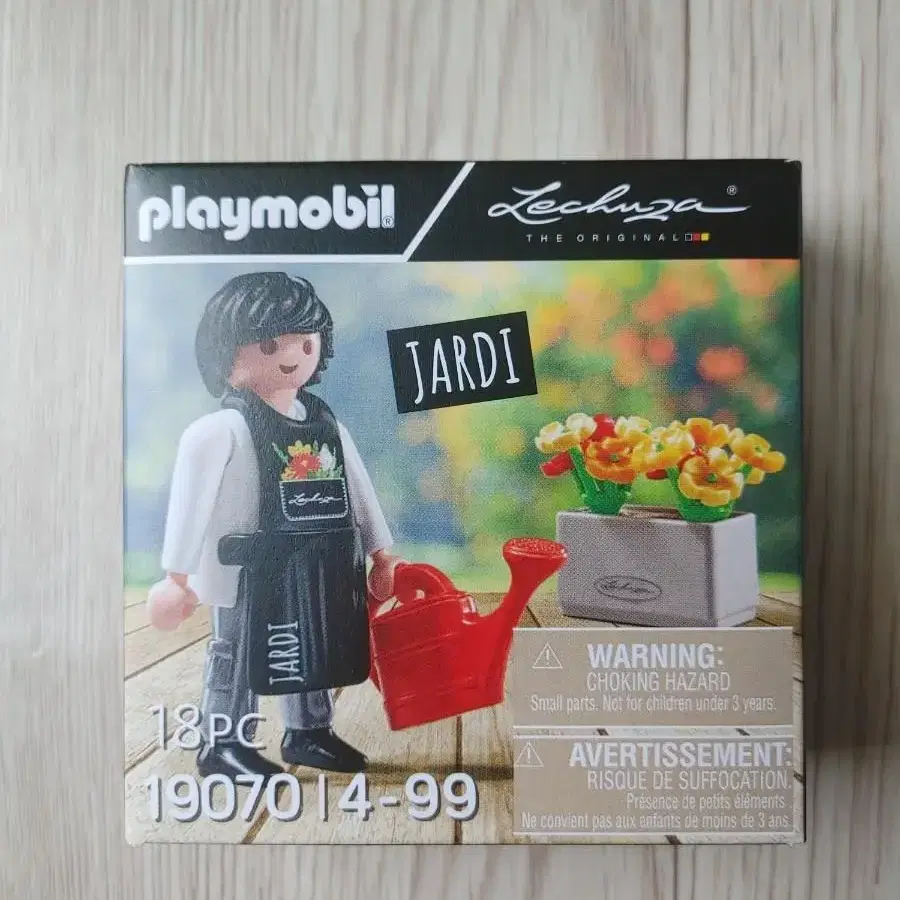 playmobil®
Lechuza®
THE ORIGINAL
JARDI
Lechuza
Lechuza
JARDI
WARNING:
CHOKING HAZARD
Small parts. Not for children under 3 years.
18PC
AVERTISSEMENT:
RISQUE DE SUFFOCATION.
Présence de petits éléments.
Ne convient pas aux enfants de moins de 3 ans.
19070 | 4-99